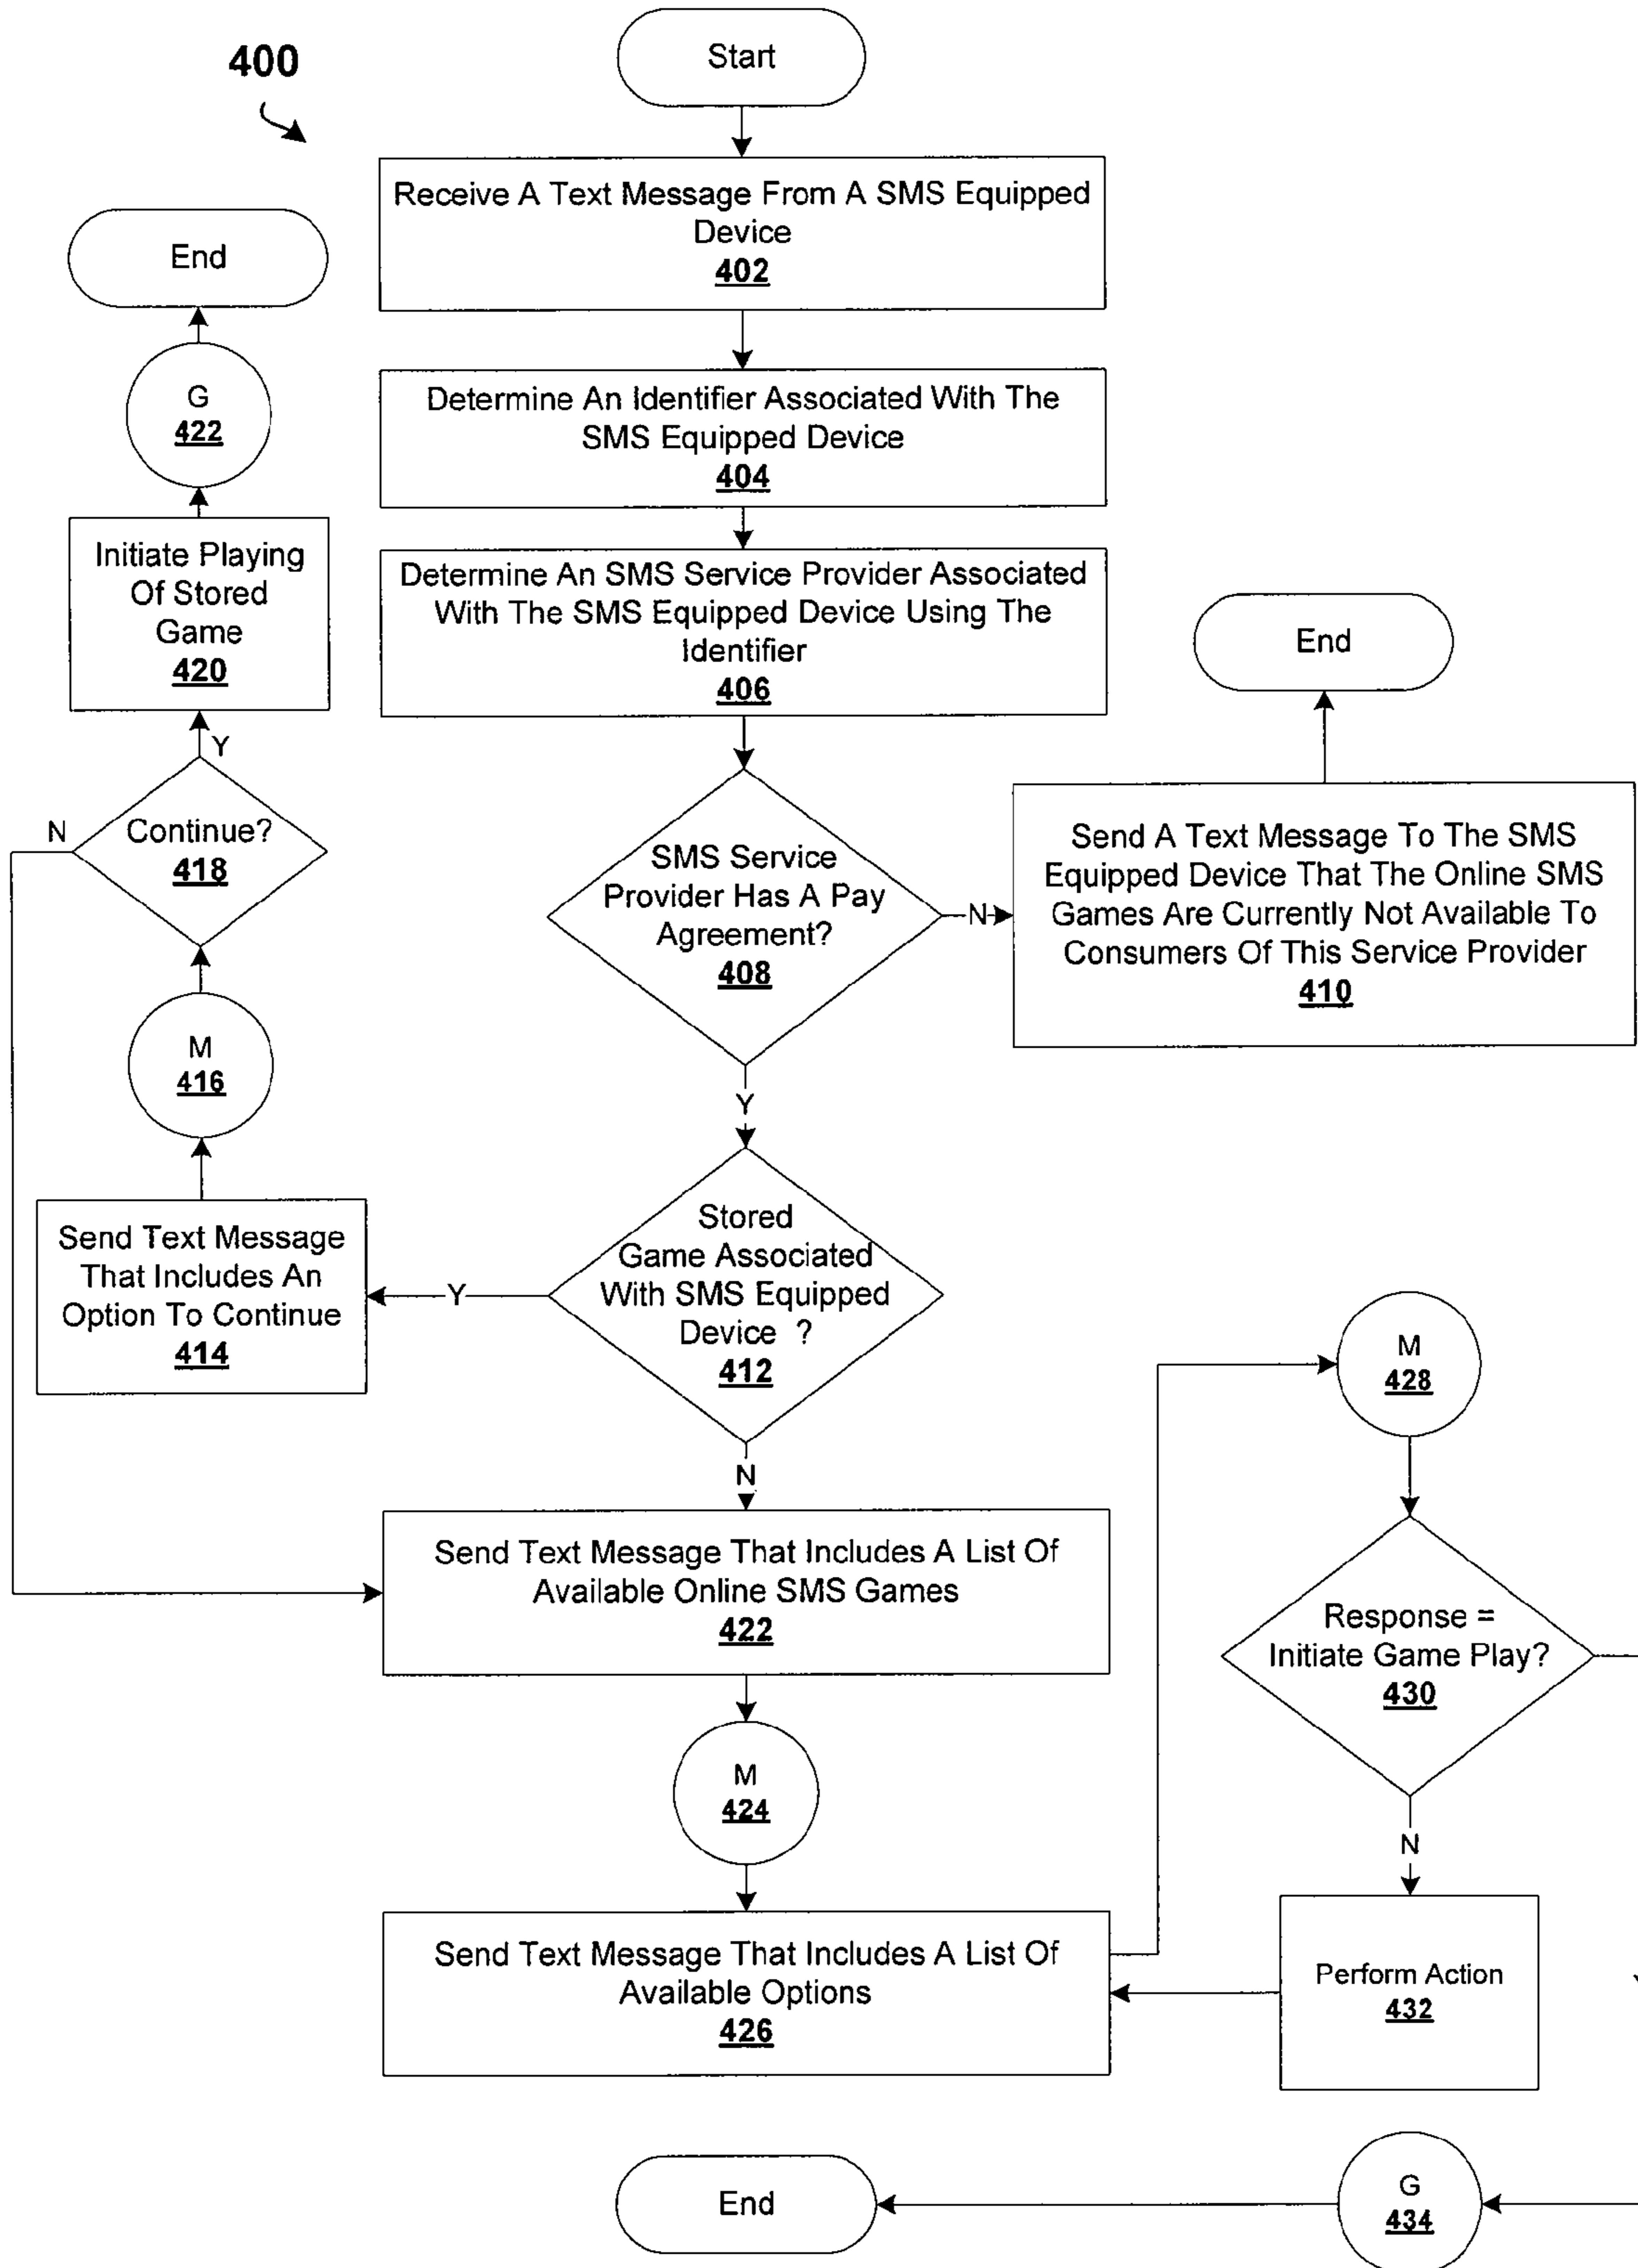 400
Start
Receive A Text Message From A SMS Equipped
Device
402
Determine An Identifier Associated With The
SMS Equipped Device
404
Determine An SMS Service Provider Associated
With The SMS Equipped Device Using The
Identifier
406
SMS Service
Provider Has A Pay
Agreement?
408
N
Send A Text Message To The SMS
Equipped Device That The Online SMS
Games Are Currently Not Available To
Consumers Of This Service Provider
410
End
Y
Stored
Game Associated
With SMS Equipped
Device ?
412
Y
Send Text Message
That Includes An
Option To Continue
414
M
416
Continue?
418
N
Y
Initiate Playing
Of Stored
Game
420
G
422
End
N
Send Text Message That Includes A List Of
Available Online SMS Games
422
M
424
Send Text Message That Includes A List Of
Available Options
426
M
428
Response =
Initiate Game Play?
430
N
Perform Action
432
G
434
End